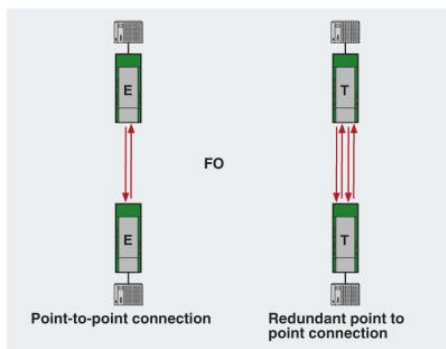 E
T
FO
E
T
Point-to-point connection
Redundant point to
point connection